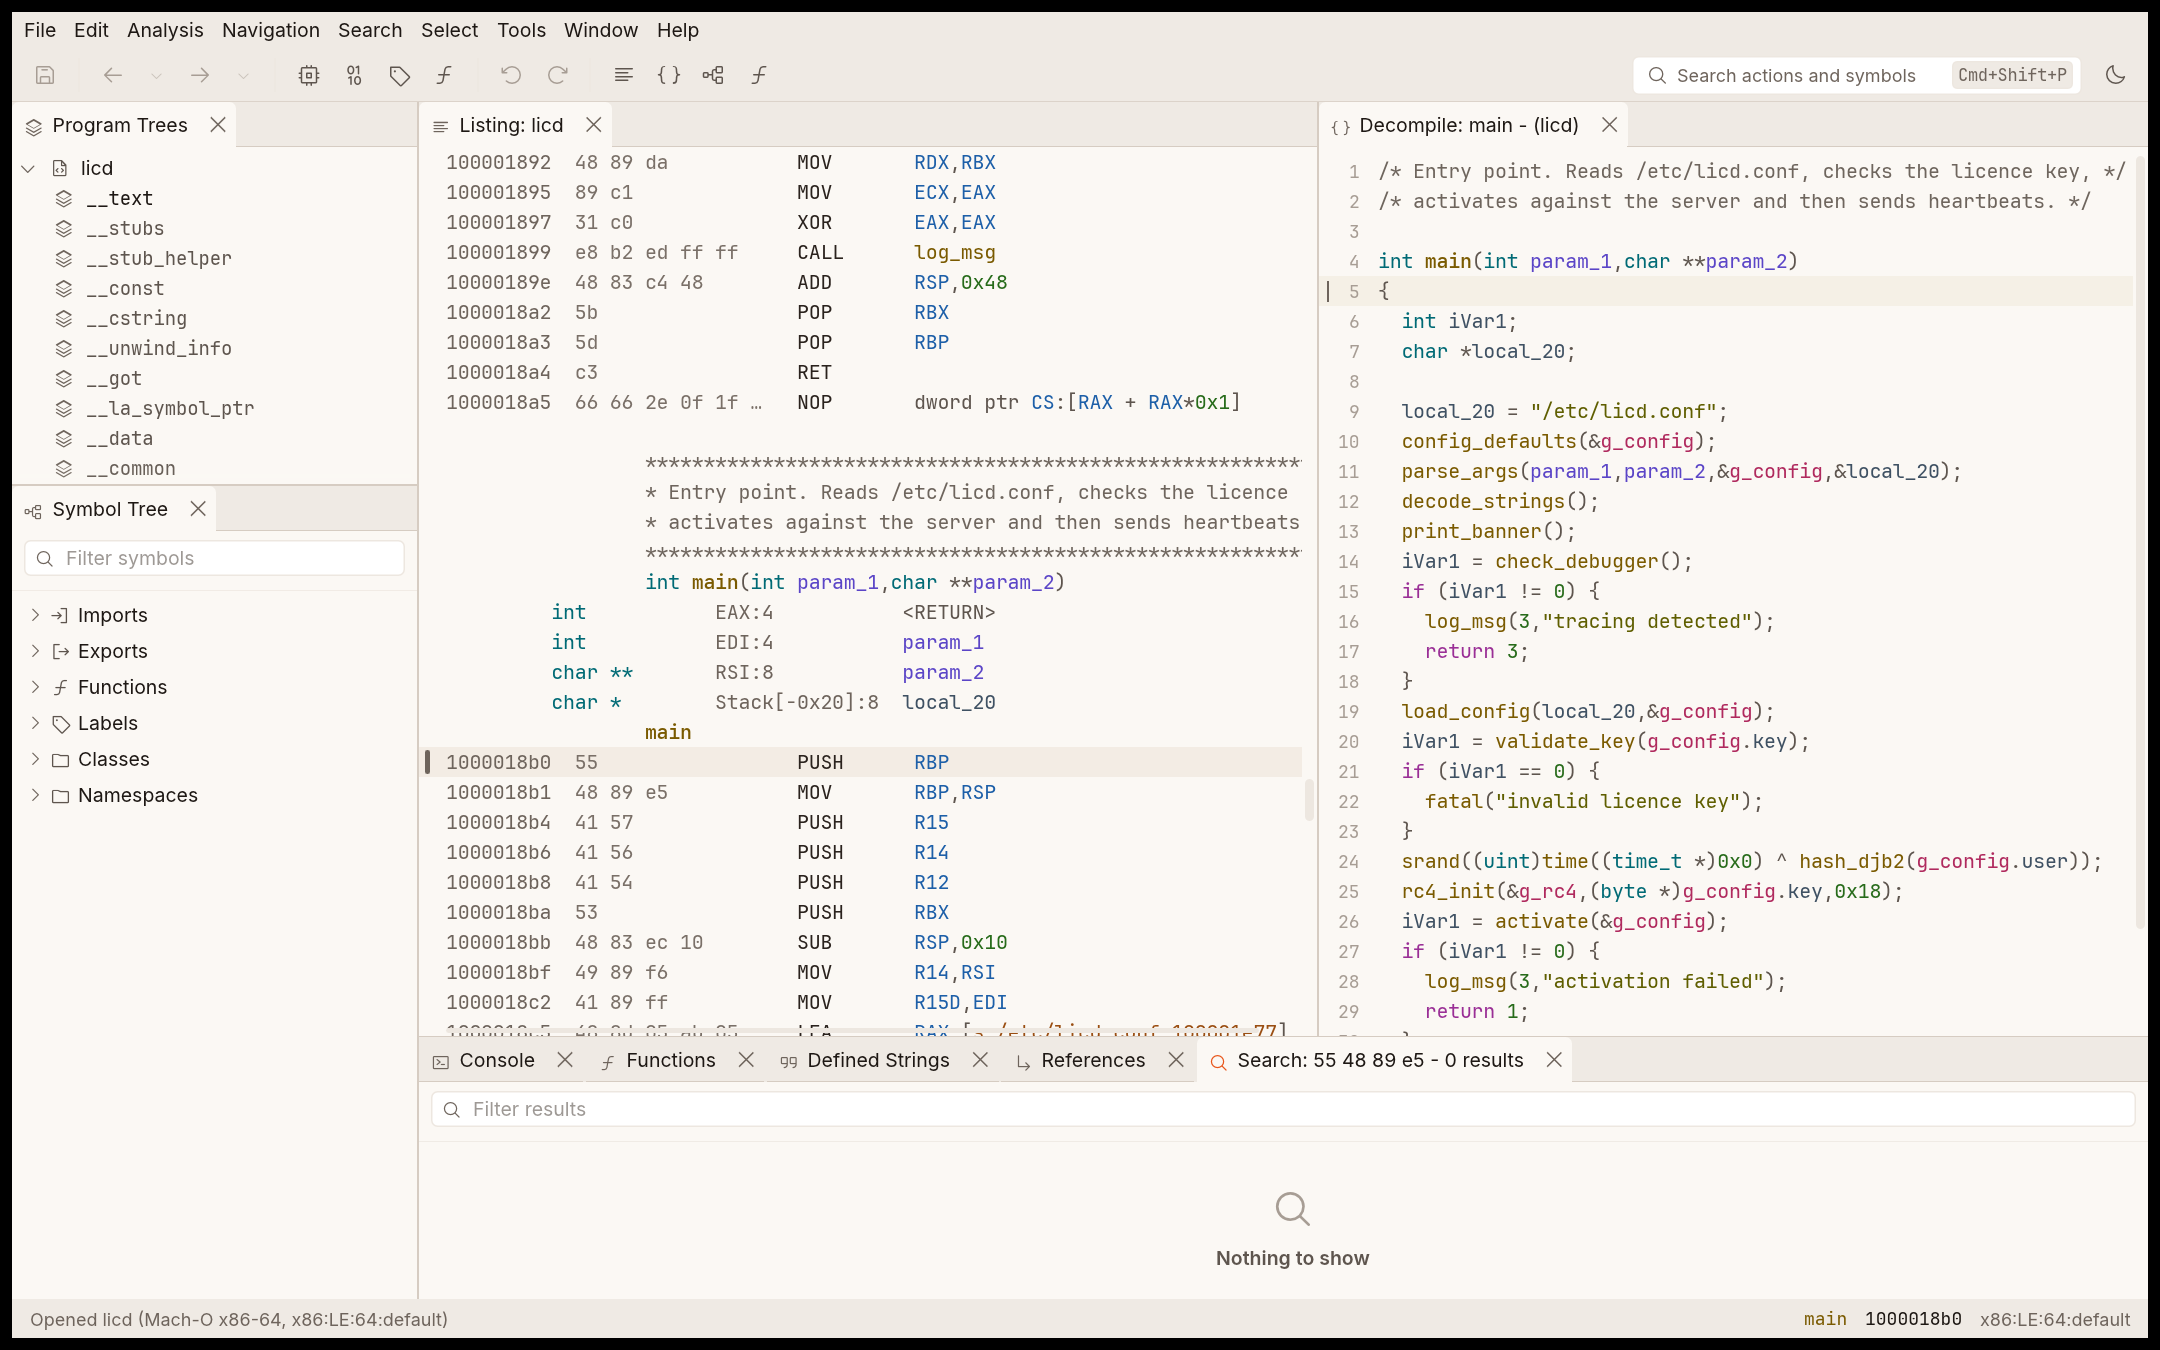 File Edit Analysis Navigation Search Select Tools Window Help
Search actions and symbols Cmd+Shift+P
Program Trees
licd
__text
__stubs
__stub_helper
__const
__cstring
__unwind_info
__got
__la_symbol_ptr
__data
__common
Symbol Tree
Filter symbols
Imports
Exports
Functions
Labels
Classes
Namespaces
Listing: licd
100001892 48 89 da MOV RDX,RBX
100001895 89 c1 MOV ECX,EAX
100001897 31 c0 XOR EAX,EAX
100001899 e8 b2 ed ff ff CALL log_msg
10000189e 48 83 c4 48 ADD RSP,0x48
1000018a2 5b POP RBX
1000018a3 5d POP RBP
1000018a4 c3 RET
1000018a5 66 66 2e 0f 1f … NOP dword ptr CS:[RAX + RAX*0x1]
*********************************************************
* Entry point. Reads /etc/licd.conf, checks the licence
* activates against the server and then sends heartbeats
*********************************************************
int main(int param_1,char **param_2)
int EAX:4 <RETURN>
int EDI:4 param_1
char ** RSI:8 param_2
char * Stack[-0x20]:8 local_20
main
1000018b0 55 PUSH RBP
1000018b1 48 89 e5 MOV RBP,RSP
1000018b4 41 57 PUSH R15
1000018b6 41 56 PUSH R14
1000018b8 41 54 PUSH R12
1000018ba 53 PUSH RBX
1000018bb 48 83 ec 10 SUB RSP,0x10
1000018bf 49 89 f6 MOV R14,RSI
1000018c2 41 89 ff MOV R15D,EDI
Decompile: main - (licd)
1 /* Entry point. Reads /etc/licd.conf, checks the licence key, */
2 /* activates against the server and then sends heartbeats. */
3
4 int main(int param_1,char **param_2)
5 {
6 int iVar1;
7 char *local_20;
8
9 local_20 = "/etc/licd.conf";
10 config_defaults(&g_config);
11 parse_args(param_1,param_2,&g_config,&local_20);
12 decode_strings();
13 print_banner();
14 iVar1 = check_debugger();
15 if (iVar1 != 0) {
16 log_msg(3,"tracing detected");
17 return 3;
18 }
19 load_config(local_20,&g_config);
20 iVar1 = validate_key(g_config.key);
21 if (iVar1 == 0) {
22 fatal("invalid licence key");
23 }
24 srand((uint)time((time_t *)0x0) ^ hash_djb2(g_config.user));
25 rc4_init(&g_rc4,(byte *)g_config.key,0x18);
26 iVar1 = activate(&g_config);
27 if (iVar1 != 0) {
28 log_msg(3,"activation failed");
29 return 1;
Console Functions Defined Strings References Search: 55 48 89 e5 - 0 results
Filter results
Nothing to show
Opened licd (Mach-O x86-64, x86:LE:64:default)
main 1000018b0 x86:LE:64:default